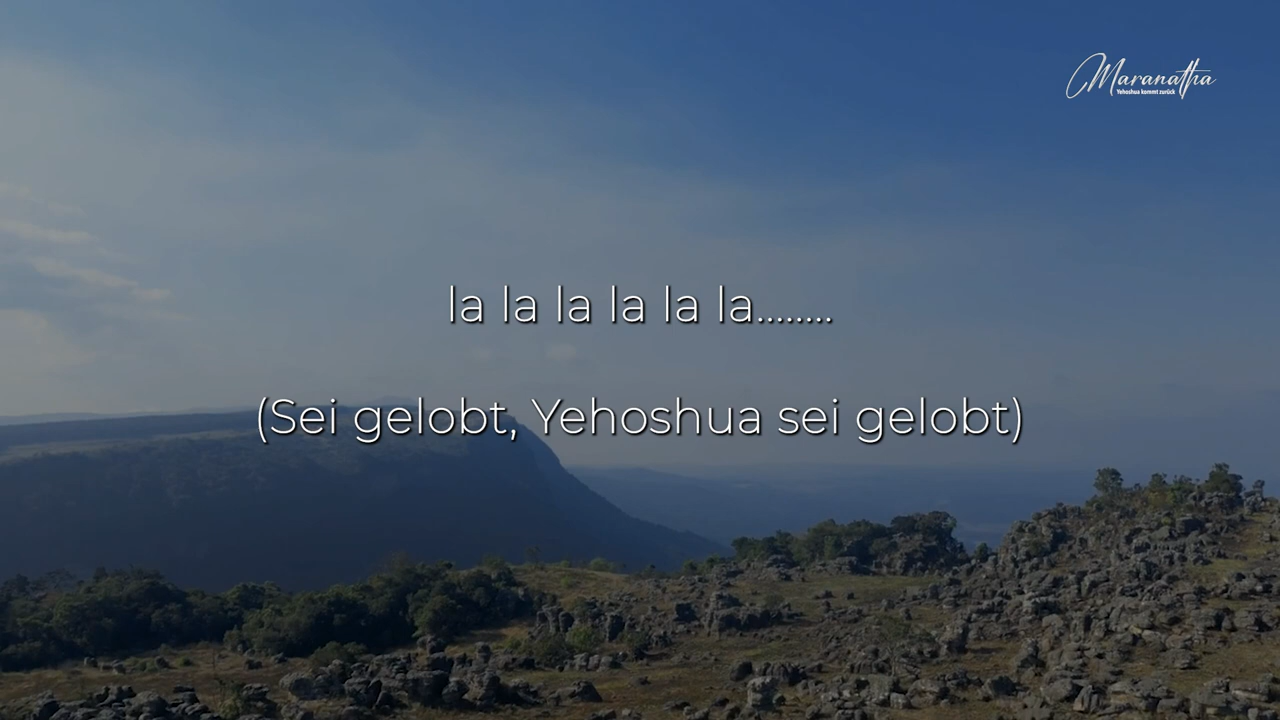 Maranatha
Yehoshua kommt zurück
la la la la la la........
(Sei gelobt, Yehoshua sei gelobt)